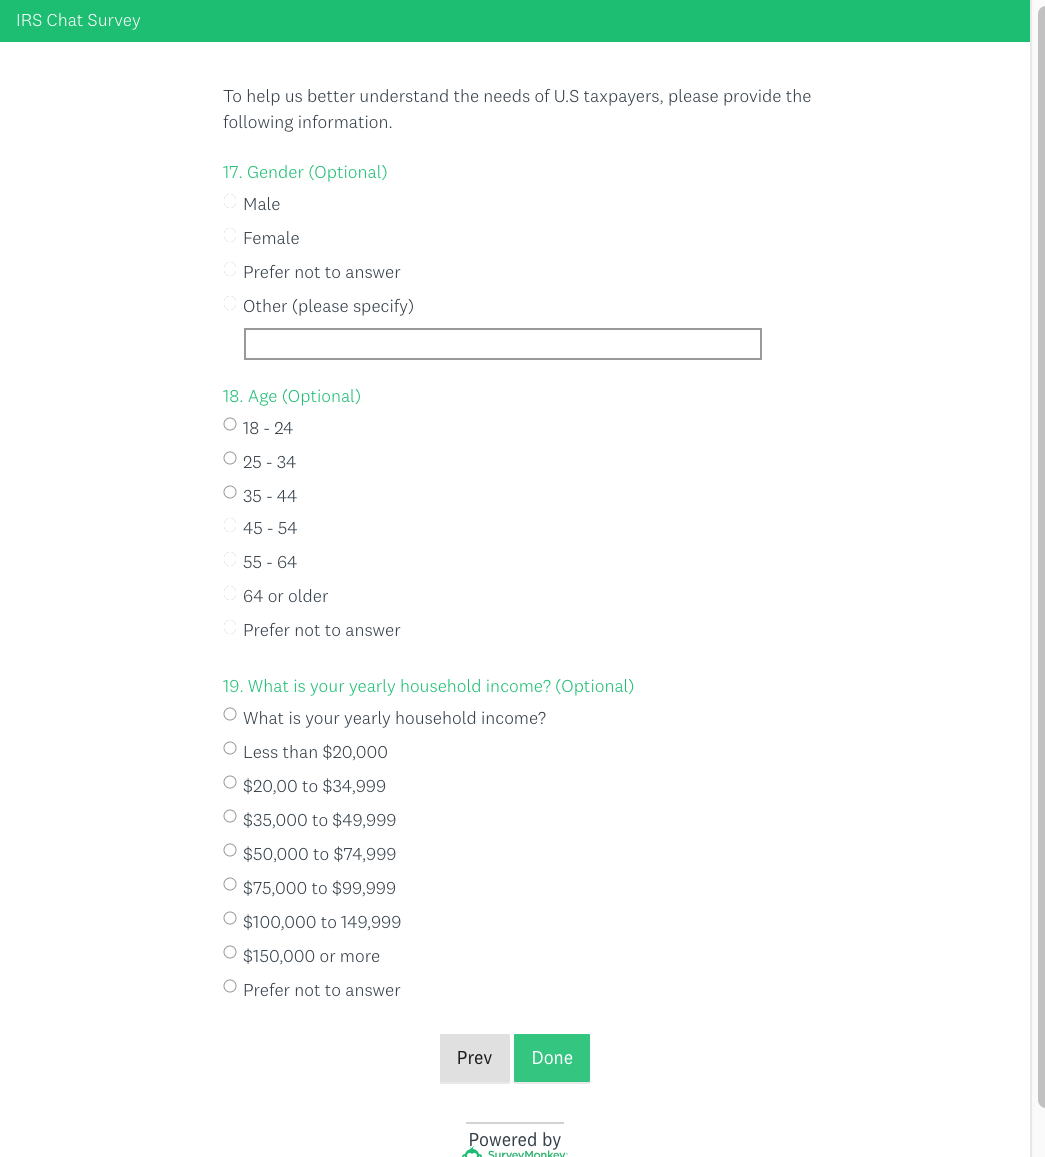 IRS Chat Survey
To help us better understand the needs of U.S taxpayers, please provide the
following information.
17. Gender (Optional)
Male
Female
Prefer not to answer
Other (please specify)
18. Age (Optional)
18 - 24
25 - 34
35 - 44
45 - 54
55 - 64
64 or older
Prefer not to answer
19. What is your yearly household income? (Optional)
What is your yearly household income?
Less than $20,000
$20,00 to $34,999
$35,000 to $49,999
$50,000 to $74,999
$75,000 to $99,999
$100,000 to 149,999
$150,000 or more
Prefer not to answer
Prev Done
Powered by
SurveyMonkey